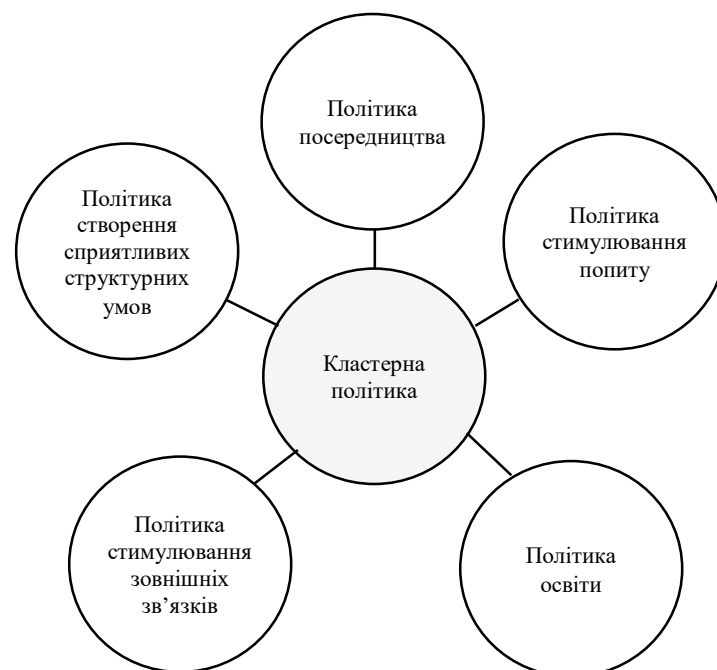 Політика
посередництва
Політика
створення
сприятливих
структурних
умов
Політика
стимулювання
попиту
Кластерна
політика
Політика
стимулювання
зовнішніх
зв’язків
Політика
освіти